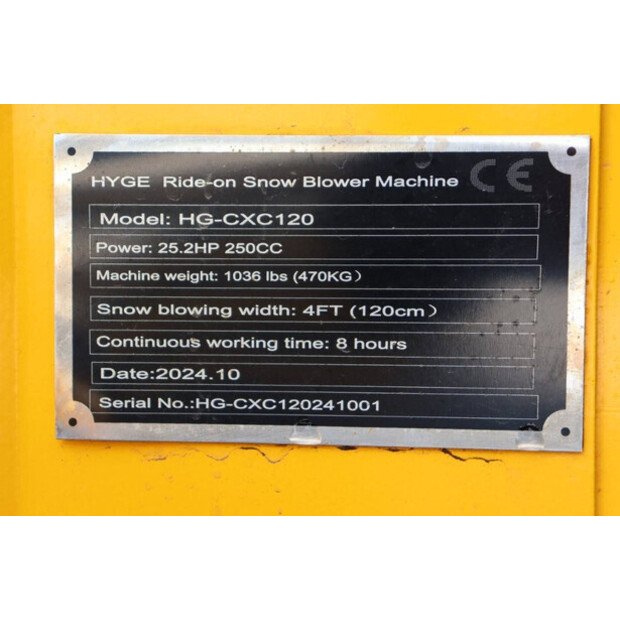 HYGE Ride-on Snow Blower Machine CE
Model: HG-CXC120
Power: 25.2HP 250CC
Machine weight: 1036 lbs (470KG）
Snow blowing width: 4FT (120cm）
Continuous working time: 8 hours
Date:2024.10
Serial No.:HG-CXC120241001